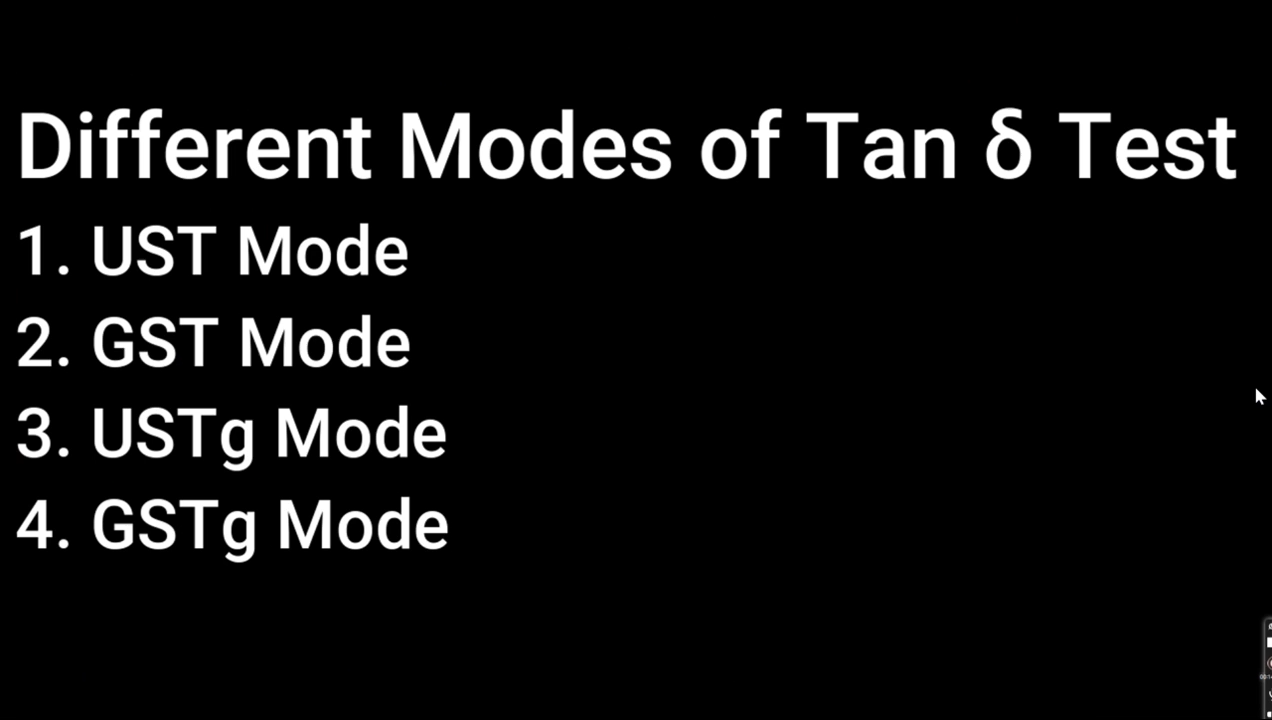 Different Modes of Tan δ Test
1. UST Mode
2. GST Mode
3. USTg Mode
4. GSTg Mode